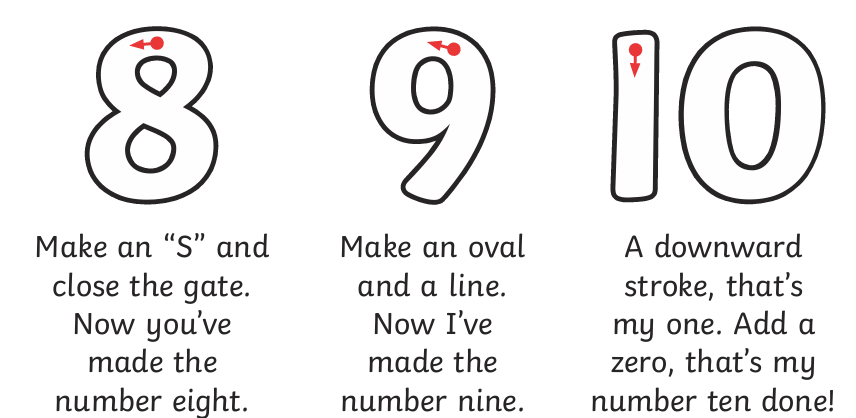 8
9
10
Make an “S” and
close the gate.
Now you’ve
made the
number eight.
Make an oval
and a line.
Now I’ve
made the
number nine.
A downward
stroke, that’s
my one. Add a
zero, that’s my
number ten done!